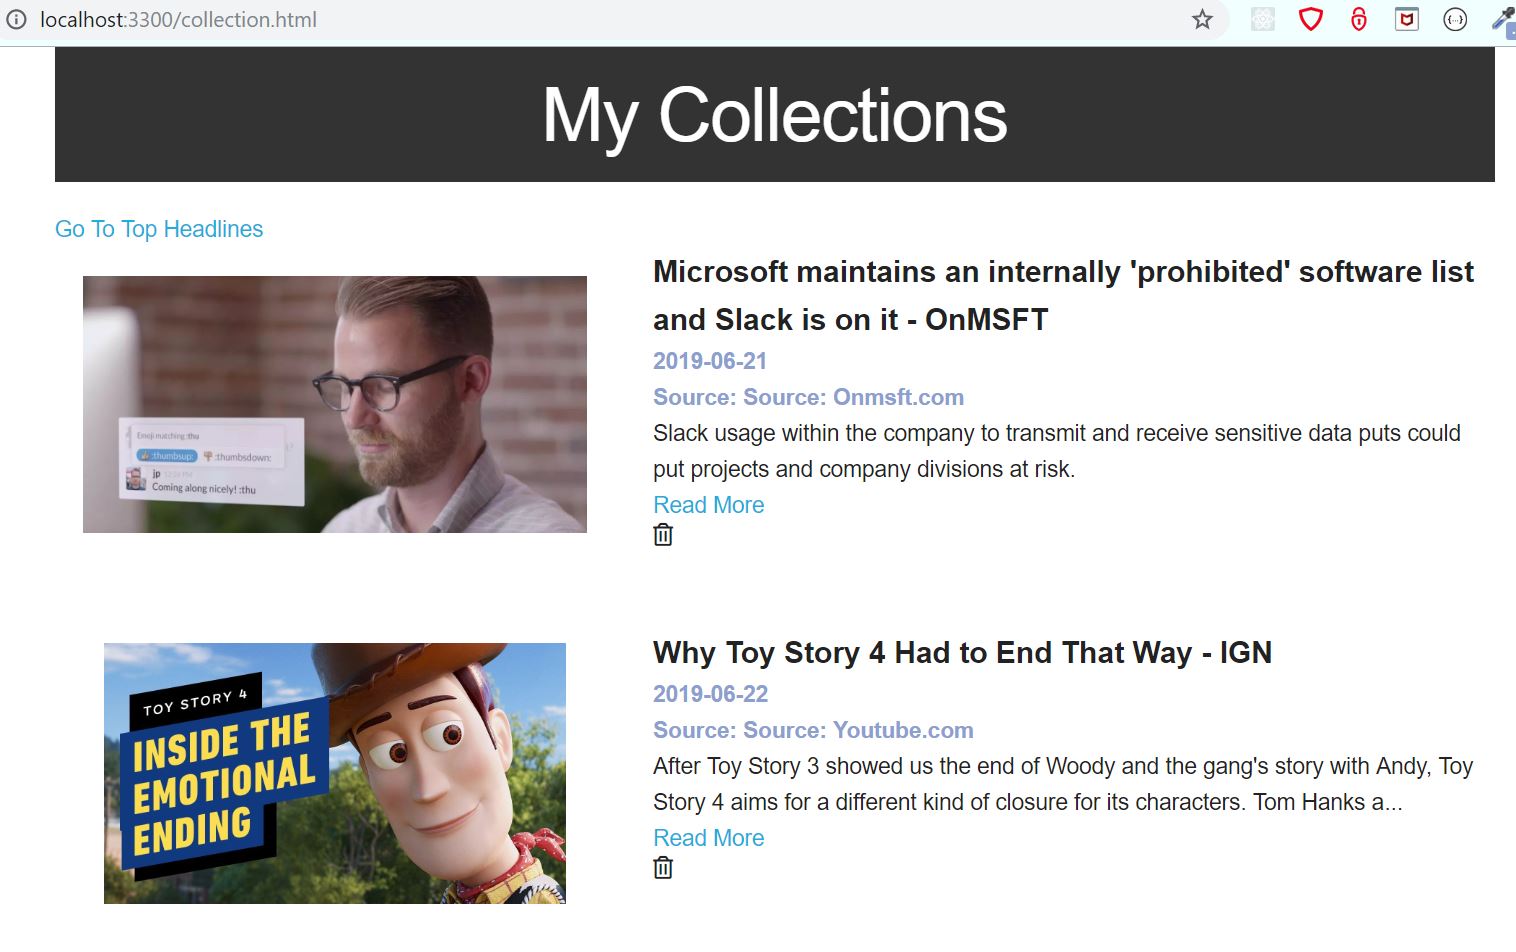 localhost:3300/collection.html
My Collections
Go To Top Headlines
Microsoft maintains an internally 'prohibited' software list
and Slack is on it - OnMSFT
2019-06-21
Source: Source: Onmsft.com
Slack usage within the company to transmit and receive sensitive data puts could
put projects and company divisions at risk.
Read More
Emoji matching :thu
:thumbsup: :thumbsdown:
jp 12:24 PM
Coming along nicely! :thu
Why Toy Story 4 Had to End That Way - IGN
2019-06-22
Source: Source: Youtube.com
After Toy Story 3 showed us the end of Woody and the gang's story with Andy, Toy
Story 4 aims for a different kind of closure for its characters. Tom Hanks a...
Read More
TOY STORY 4
INSIDE THE
EMOTIONAL
ENDING